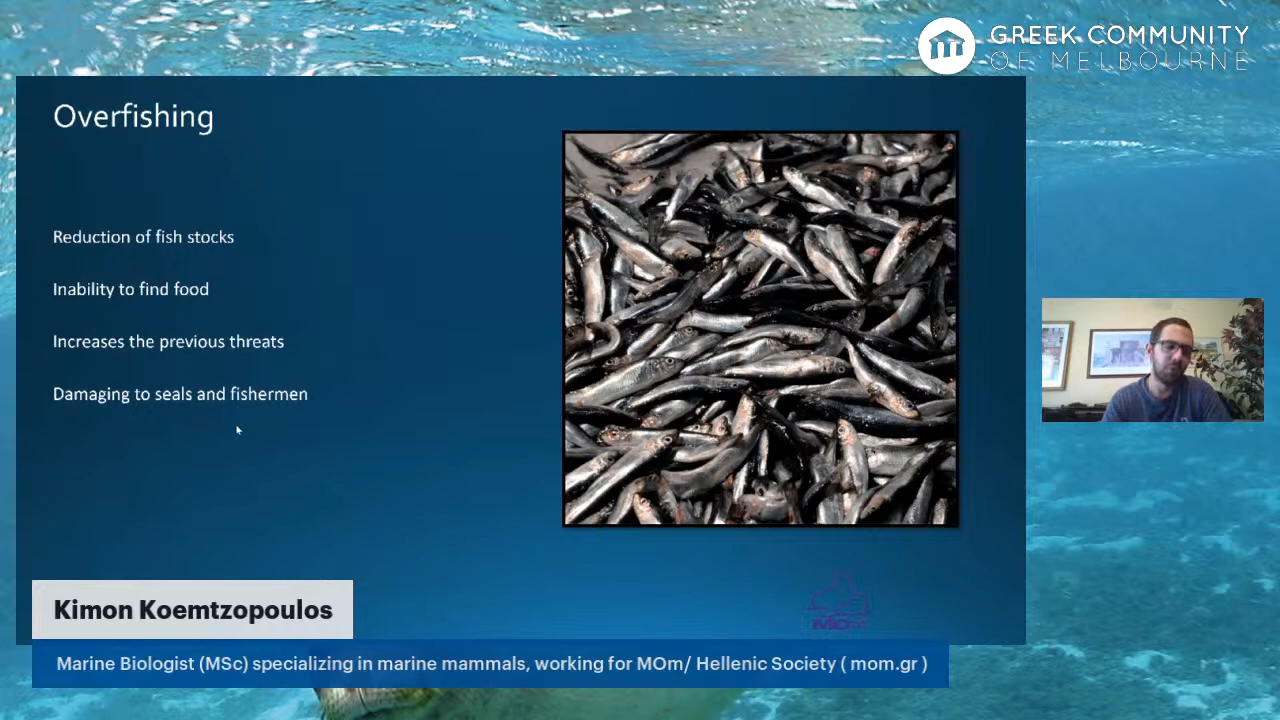 GREEK COMMUNITY
OF MELBOURNE
Overfishing
Reduction of fish stocks
Inability to find food
Increases the previous threats
Damaging to seals and fishermen
MOm
Kimon Koemtzopoulos
Marine Biologist (MSc) specializing in marine mammals, working for MOm/ Hellenic Society ( mom.gr )